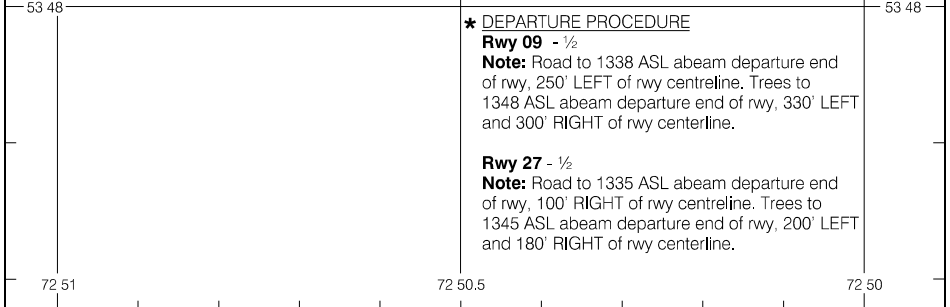 53 48 53 48
* DEPARTURE PROCEDURE
Rwy 09 - ½
Note: Road to 1338 ASL abeam departure end
of rwy, 250' LEFT of rwy centreline. Trees to
1348 ASL abeam departure end of rwy, 330' LEFT
and 300' RIGHT of rwy centerline.
Rwy 27 - ½
Note: Road to 1335 ASL abeam departure end
of rwy, 100' RIGHT of rwy centreline. Trees to
1345 ASL abeam departure end of rwy, 200' LEFT
and 180' RIGHT of rwy centerline.
72 51 72 50.5 72 50